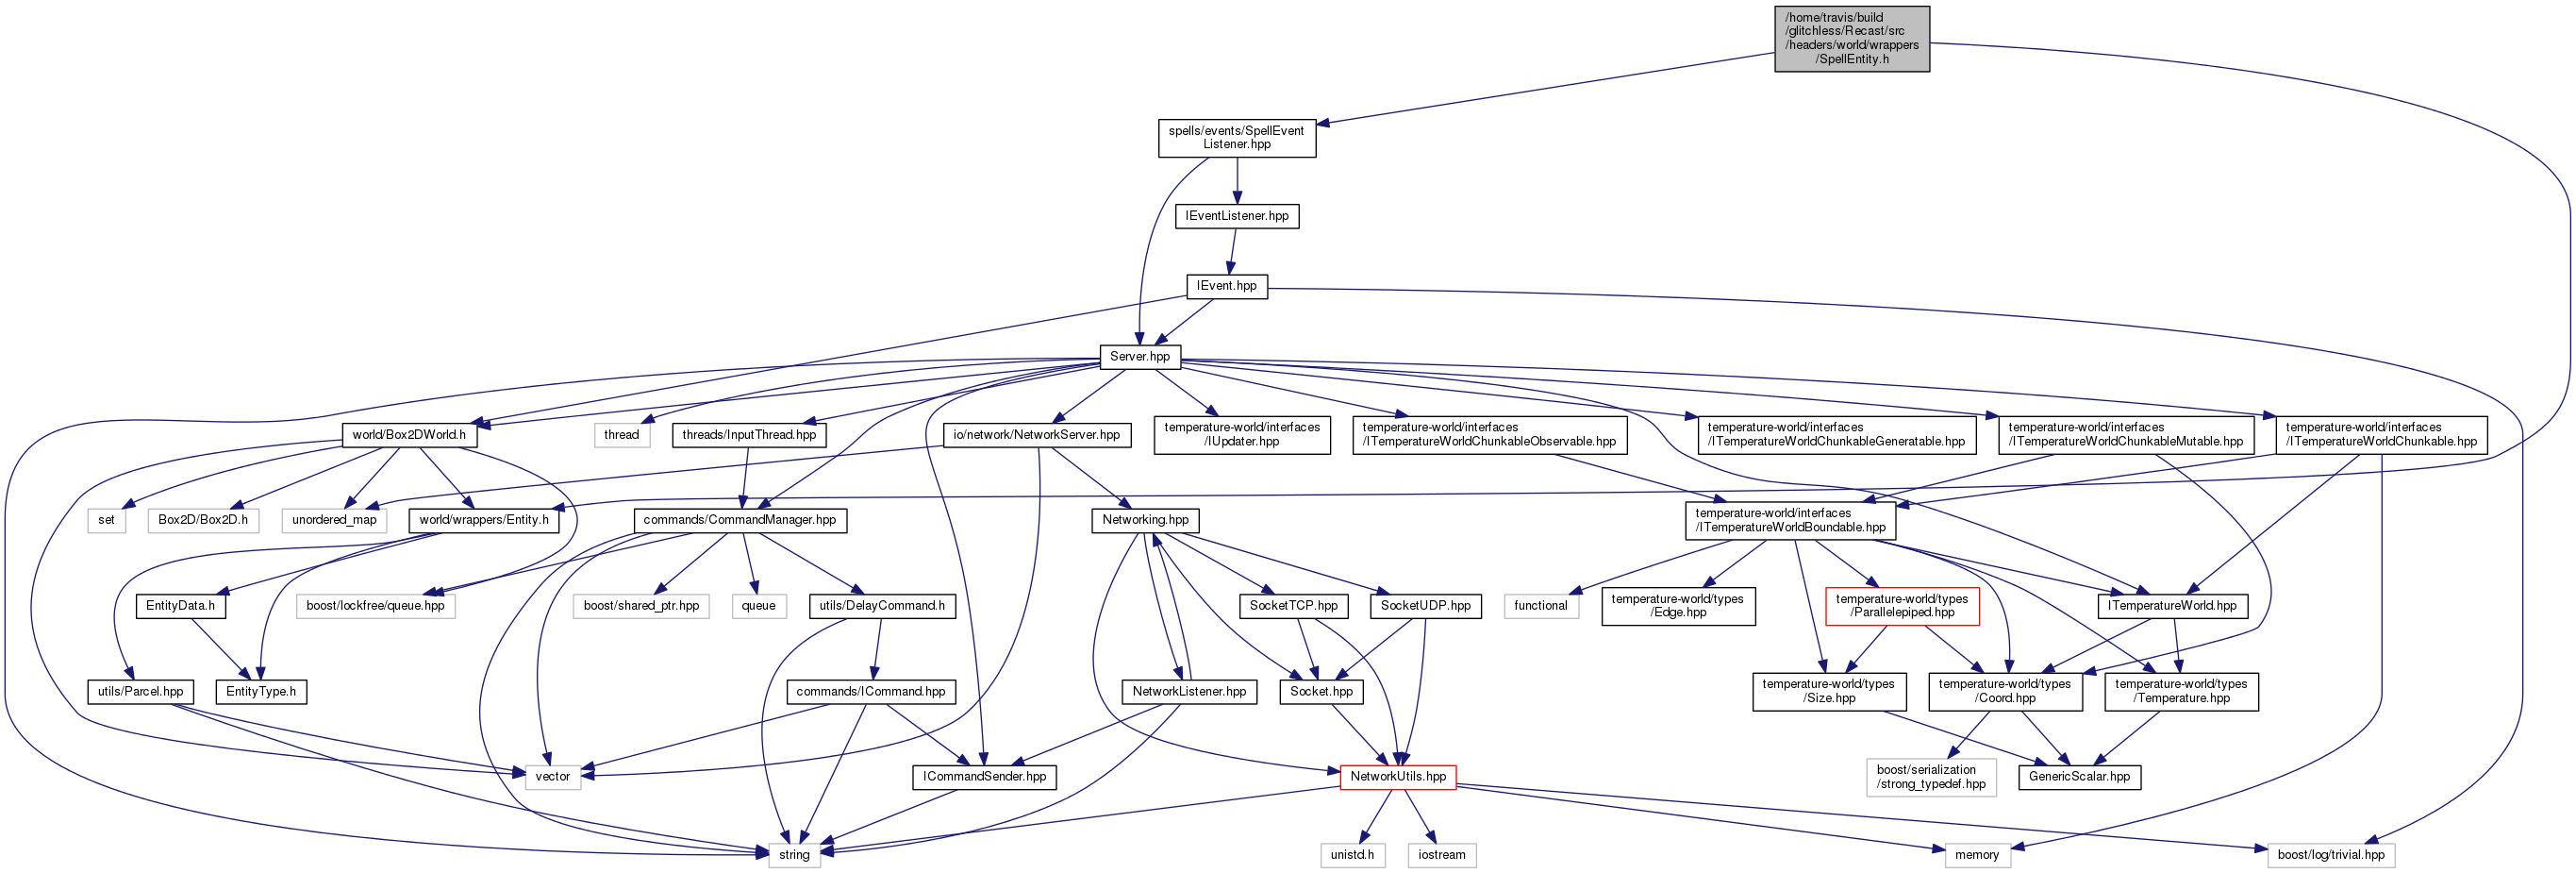 /home/travis/build
/glitchless/Recast/src
/headers/world/wrappers
/SpellEntity.h
spells/events/SpellEvent
Listener.hpp
IEventListener.hpp
IEvent.hpp
Server.hpp
world/Box2DWorld.h
thread
threads/InputThread.hpp
io/network/NetworkServer.hpp
temperature-world/interfaces
/IUpdater.hpp
temperature-world/interfaces
/ITemperatureWorldChunkableObservable.hpp
temperature-world/interfaces
/ITemperatureWorldChunkableGeneratable.hpp
temperature-world/interfaces
/ITemperatureWorldChunkableMutable.hpp
temperature-world/interfaces
/ITemperatureWorldChunkable.hpp
set
Box2D/Box2D.h
unordered_map
world/wrappers/Entity.h
commands/CommandManager.hpp
Networking.hpp
temperature-world/interfaces
/ITemperatureWorldBoundable.hpp
EntityData.h
boost/lockfree/queue.hpp
boost/shared_ptr.hpp
queue
utils/DelayCommand.h
SocketTCP.hpp
SocketUDP.hpp
functional
temperature-world/types
/Edge.hpp
temperature-world/types
/Parallelepiped.hpp
ITemperatureWorld.hpp
utils/Parcel.hpp
EntityType.h
commands/ICommand.hpp
NetworkListener.hpp
Socket.hpp
temperature-world/types
/Size.hpp
temperature-world/types
/Coord.hpp
temperature-world/types
/Temperature.hpp
vector
ICommandSender.hpp
NetworkUtils.hpp
boost/serialization
/strong_typedef.hpp
GenericScalar.hpp
string
unistd.h
iostream
memory
boost/log/trivial.hpp